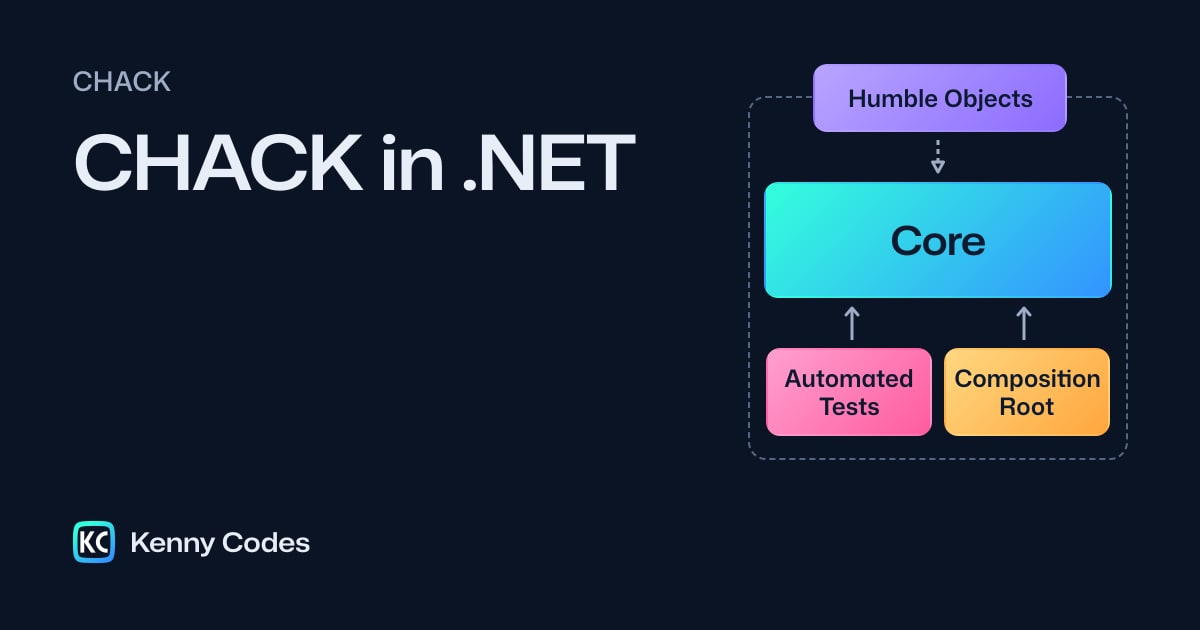 CHACK
CHACK in .NET
Humble Objects
Core
Automated
Tests
Composition
Root
KC
Kenny Codes